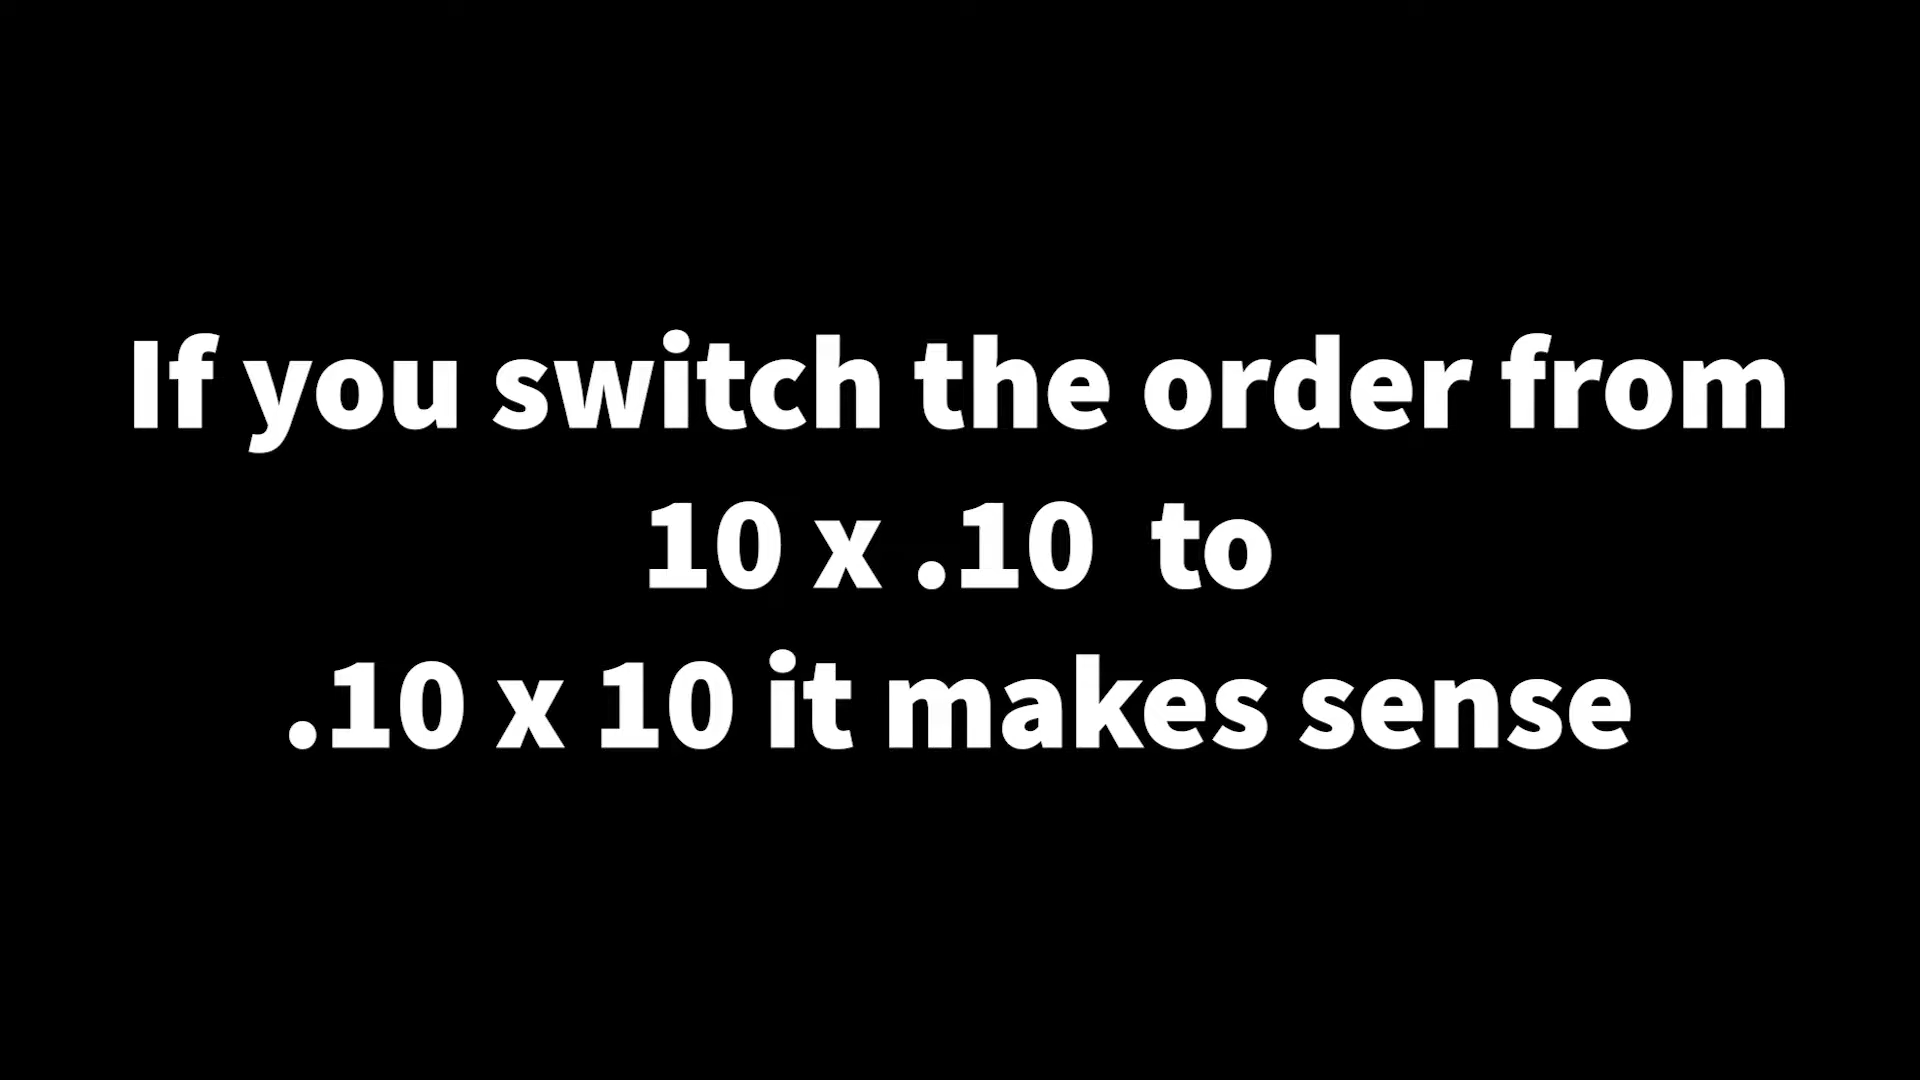 If you switch the order from
10 x .10  to
.10 x 10 it makes sense